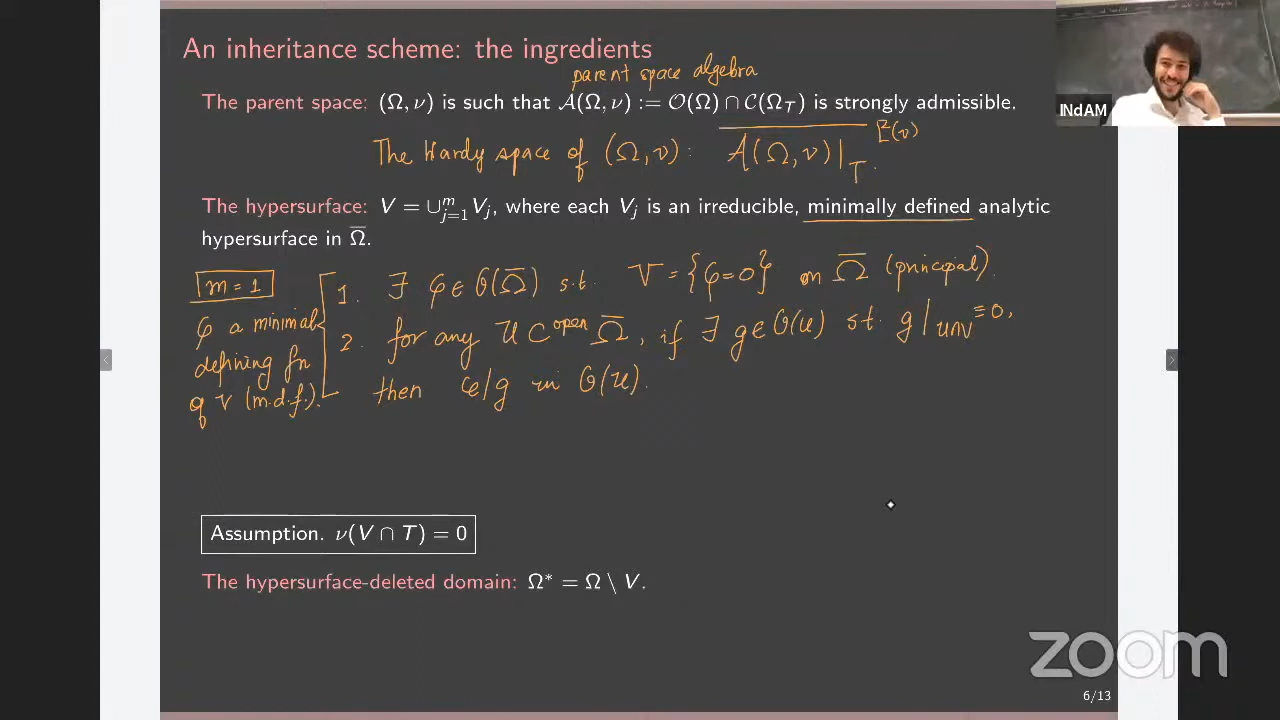 An inheritance scheme: the ingredients
parent space algebra
The parent space: (Ω, ν) is such that 𝒜(Ω, ν) := 𝒪(Ω) ∩ 𝒞(Ω_T) is strongly admissible.
The Hardy space of (Ω, ν): \overline{A(Ω, ν)|_T}^{L²(ν)}
The hypersurface: V = ∪_{j=1}^m V_j, where each V_j is an irreducible, minimally defined analytic
hypersurface in Ω̅.
m = 1
1. ∃ φ ∈ O(Ω̅) s.t. V = {φ=0} on Ω̅ (principal).
φ a minimal
2. for any U ⊂^{open} Ω̅, if ∃ g ∈ O(U) s.t. g|_{U∩V} ≡ 0,
defining fn
then φ/g in O(U).
of V (m.d.f.).
Assumption. ν(V ∩ T) = 0
The hypersurface-deleted domain: Ω* = Ω \ V.
INdAM
zoom
6/13